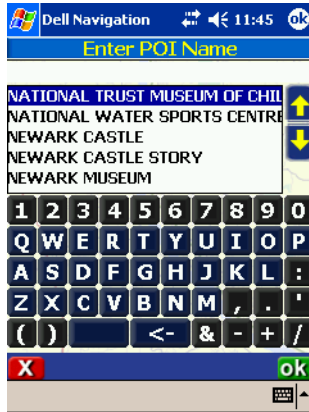 Dell Navigation 11:45 ok
Enter POI Name
NATIONAL TRUST MUSEUM OF CHIL
NATIONAL WATER SPORTS CENTRE
NEWARK CASTLE
NEWARK CASTLE STORY
NEWARK MUSEUM
1 2 3 4 5 6 7 8 9 0
Q W E R T Y U I O P
A S D F G H J K L :
Z X C V B N M , . '
( ) <- & - + /
X ok